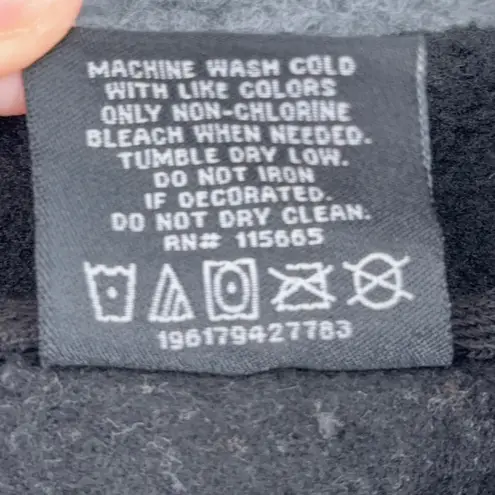 MACHINE WASH COLD
WITH LIKE COLORS
ONLY NON-CHLORINE
BLEACH WHEN NEEDED.
TUMBLE DRY LOW.
DO NOT IRON
IF DECORATED.
DO NOT DRY CLEAN.
RN# 115665
196179427783